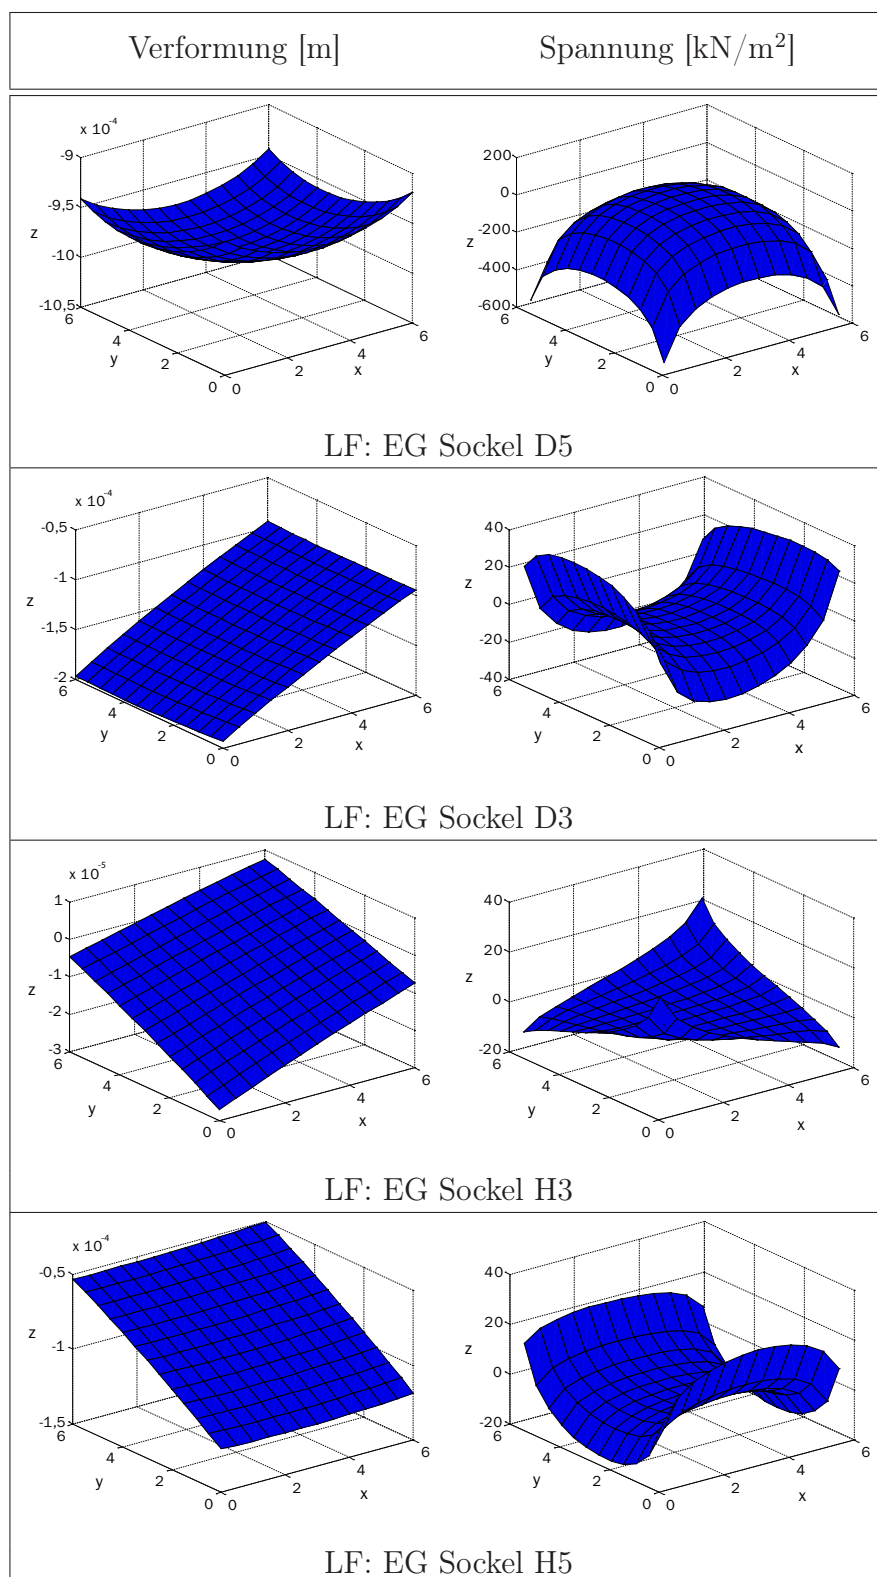 Verformung [m] Spannung [kN/m²]
x 10⁻⁴
-9
-9,5
-10
-10,5
z
6
4
2
0
y
0
2
4
6
x
200
0
-200
-400
-600
z
6
4
2
0
y
0
2
4
6
x
LF: EG Sockel D5
x 10⁻⁴
-0,5
-1
-1,5
-2
z
6
4
2
0
y
0
2
4
6
x
40
20
0
-20
-40
z
6
4
2
0
y
0
2
4
6
x
LF: EG Sockel D3
x 10⁻⁵
1
0
-1
-2
-3
z
6
4
2
0
y
0
2
4
6
x
40
20
0
-20
z
6
4
2
0
y
0
2
4
6
x
LF: EG Sockel H3
x 10⁻⁴
-0,5
-1
-1,5
z
6
4
2
0
y
0
2
4
6
x
40
20
0
-20
z
6
4
2
0
y
0
2
4
6
x
LF: EG Sockel H5